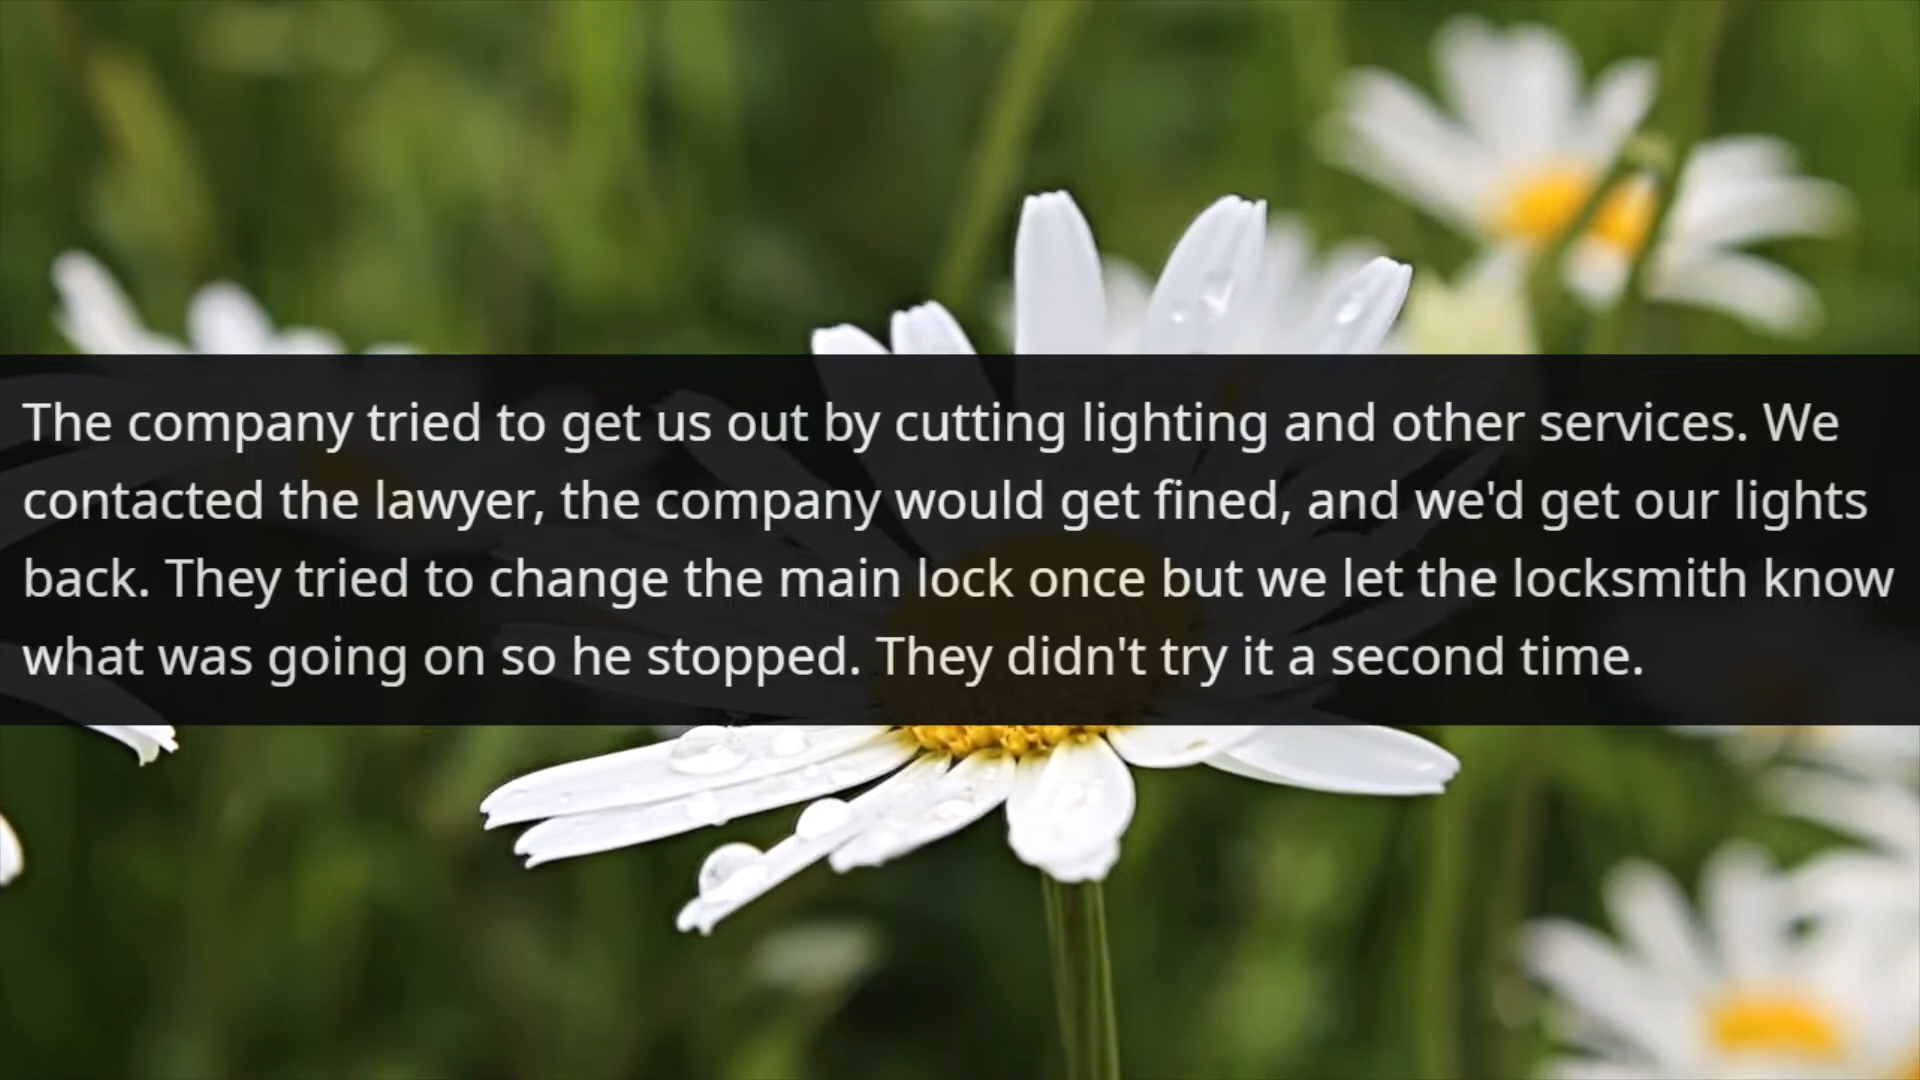 The company tried to get us out by cutting lighting and other services. We
contacted the lawyer, the company would get fined, and we'd get our lights
back. They tried to change the main lock once but we let the locksmith know
what was going on so he stopped. They didn't try it a second time.